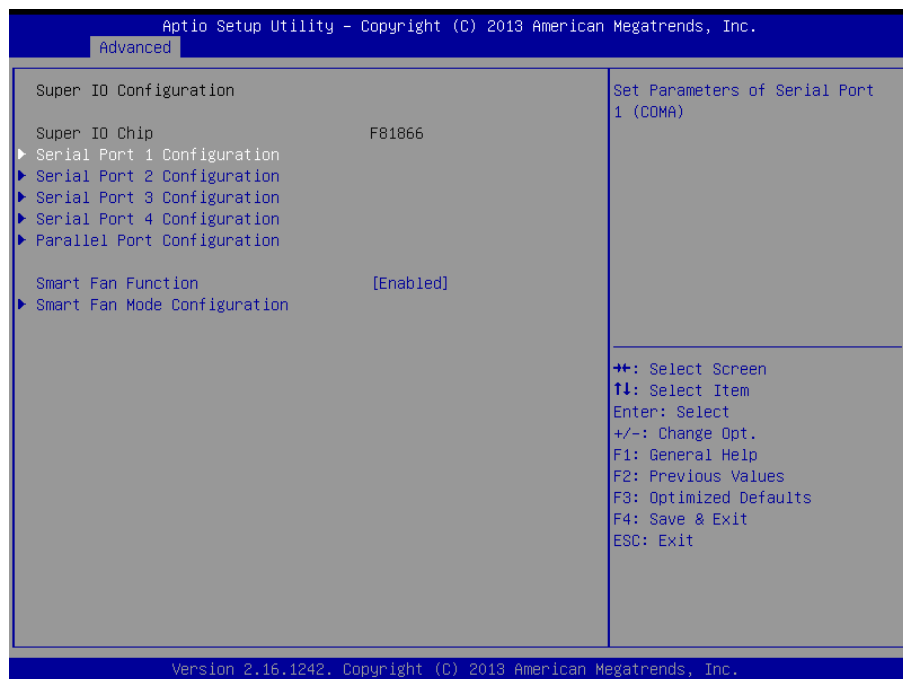 Aptio Setup Utility – Copyright (C) 2013 American Megatrends, Inc.
Advanced
Super IO Configuration
Super IO Chip F81866
Serial Port 1 Configuration
Serial Port 2 Configuration
Serial Port 3 Configuration
Serial Port 4 Configuration
Parallel Port Configuration
Smart Fan Function [Enabled]
Smart Fan Mode Configuration
Set Parameters of Serial Port
1 (COMA)
→←: Select Screen
↑↓: Select Item
Enter: Select
+/-: Change Opt.
F1: General Help
F2: Previous Values
F3: Optimized Defaults
F4: Save & Exit
ESC: Exit
Version 2.16.1242. Copyright (C) 2013 American Megatrends, Inc.